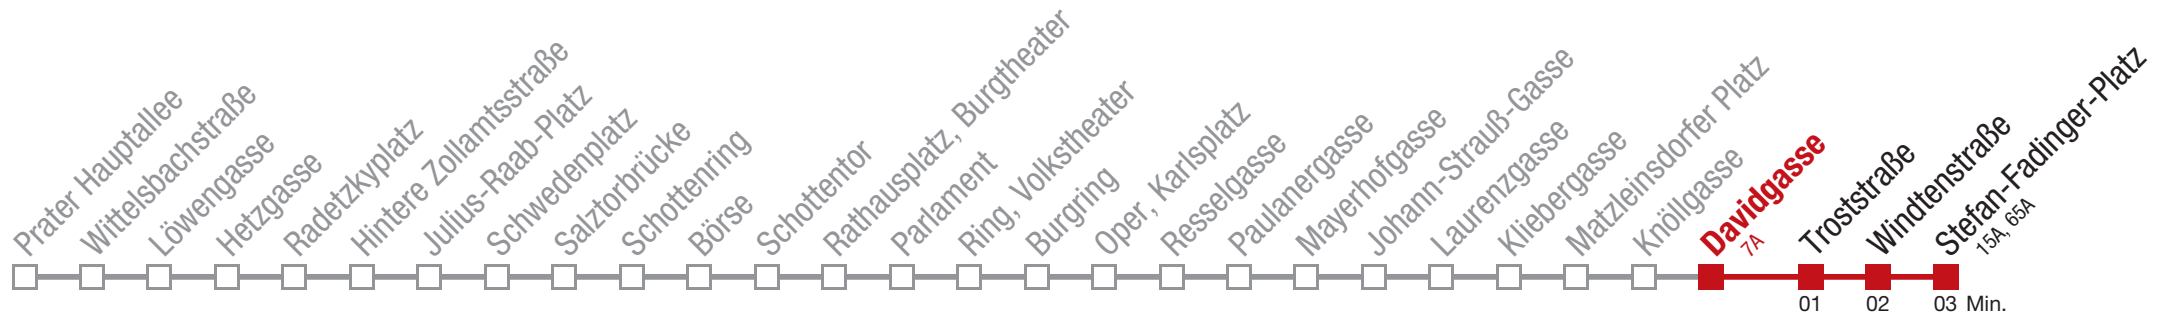 Prater Hauptallee
Wittelsbachstraße
Löwengasse
Hetzgasse
Radetzkyplatz
Hintere Zollamtsstraße
Julius-Raab-Platz
Schwedenplatz
Salztorbrücke
Schottenring
Börse
Schottentor
Rathausplatz, Burgtheater
Parlament
Ring, Volkstheater
Burgring
Oper, Karlsplatz
Resselgasse
Paulanergasse
Mayerhofgasse
Johann-Strauß-Gasse
Laurenzgasse
Kliebergasse
Matzleinsdorfer Platz
Knöllgasse
Davidgasse
7A
Troststraße
Windtenstraße
Stefan-Fadinger-Platz
15A, 65A
01 02 03 Min.